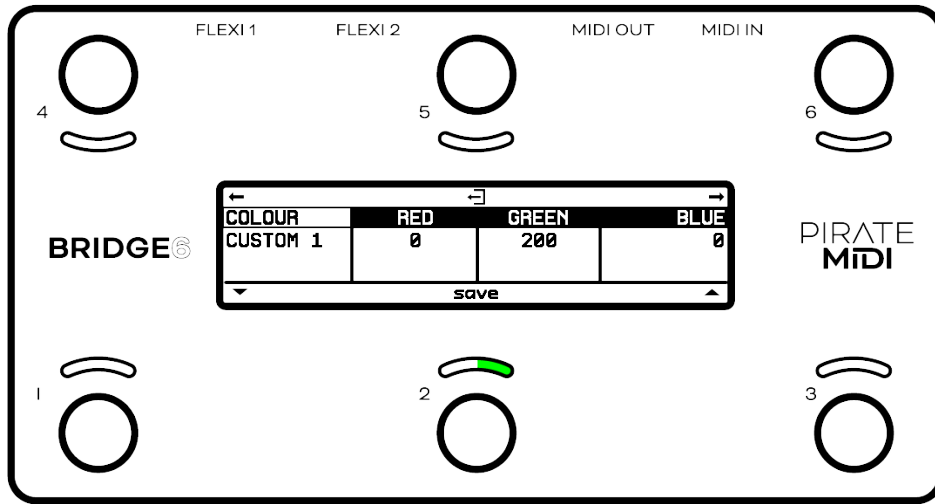 FLEXI 1 FLEXI 2 MIDI OUT MIDI IN
4 5 6
COLOUR RED GREEN BLUE
CUSTOM 1 0 200 0
save
BRIDGE6
PIRATE
MIDI
1 2 3